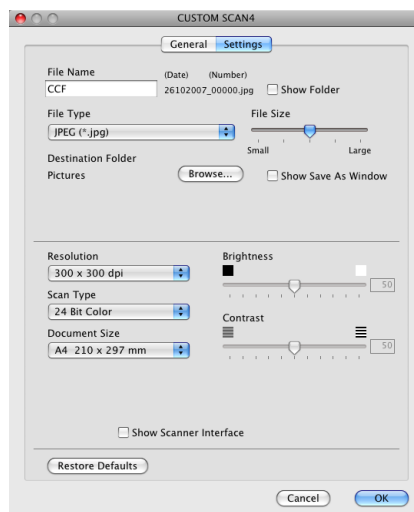 CUSTOM SCAN4
General Settings
File Name
(Date) (Number)
CCF
26102007_00000.jpg
Show Folder
File Type
File Size
JPEG (*.jpg)
Small Large
Destination Folder
Pictures
Browse...
Show Save As Window
Resolution
Brightness
300 x 300 dpi
50
Scan Type
24 Bit Color
Contrast
Document Size
A4 210 x 297 mm
50
Show Scanner Interface
Restore Defaults
Cancel OK